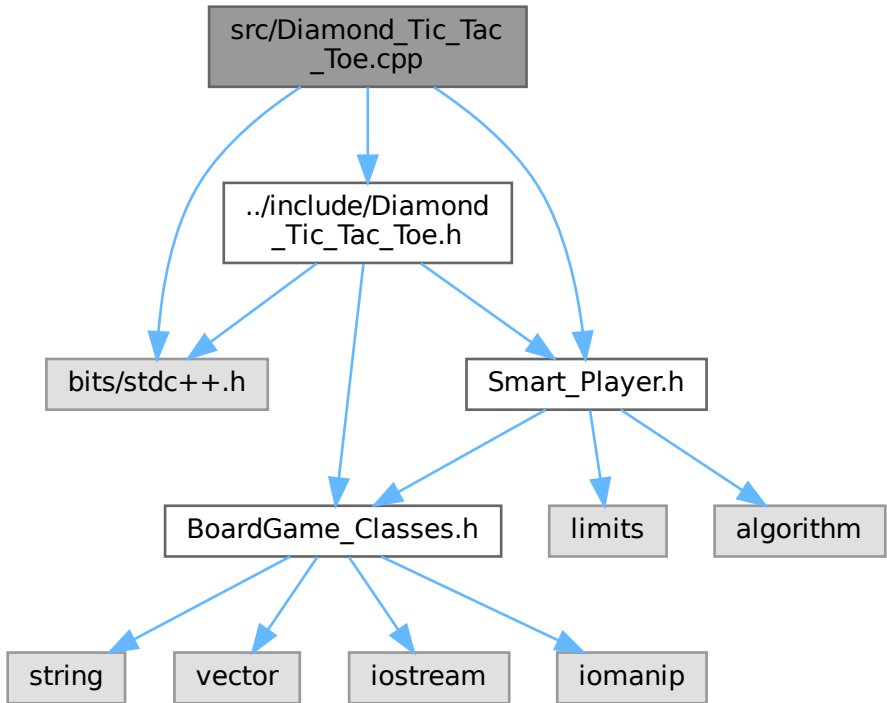 src/Diamond_Tic_Tac
_Toe.cpp
../include/Diamond
_Tic_Tac_Toe.h
bits/stdc++.h
Smart_Player.h
BoardGame_Classes.h
limits
algorithm
string
vector
iostream
iomanip